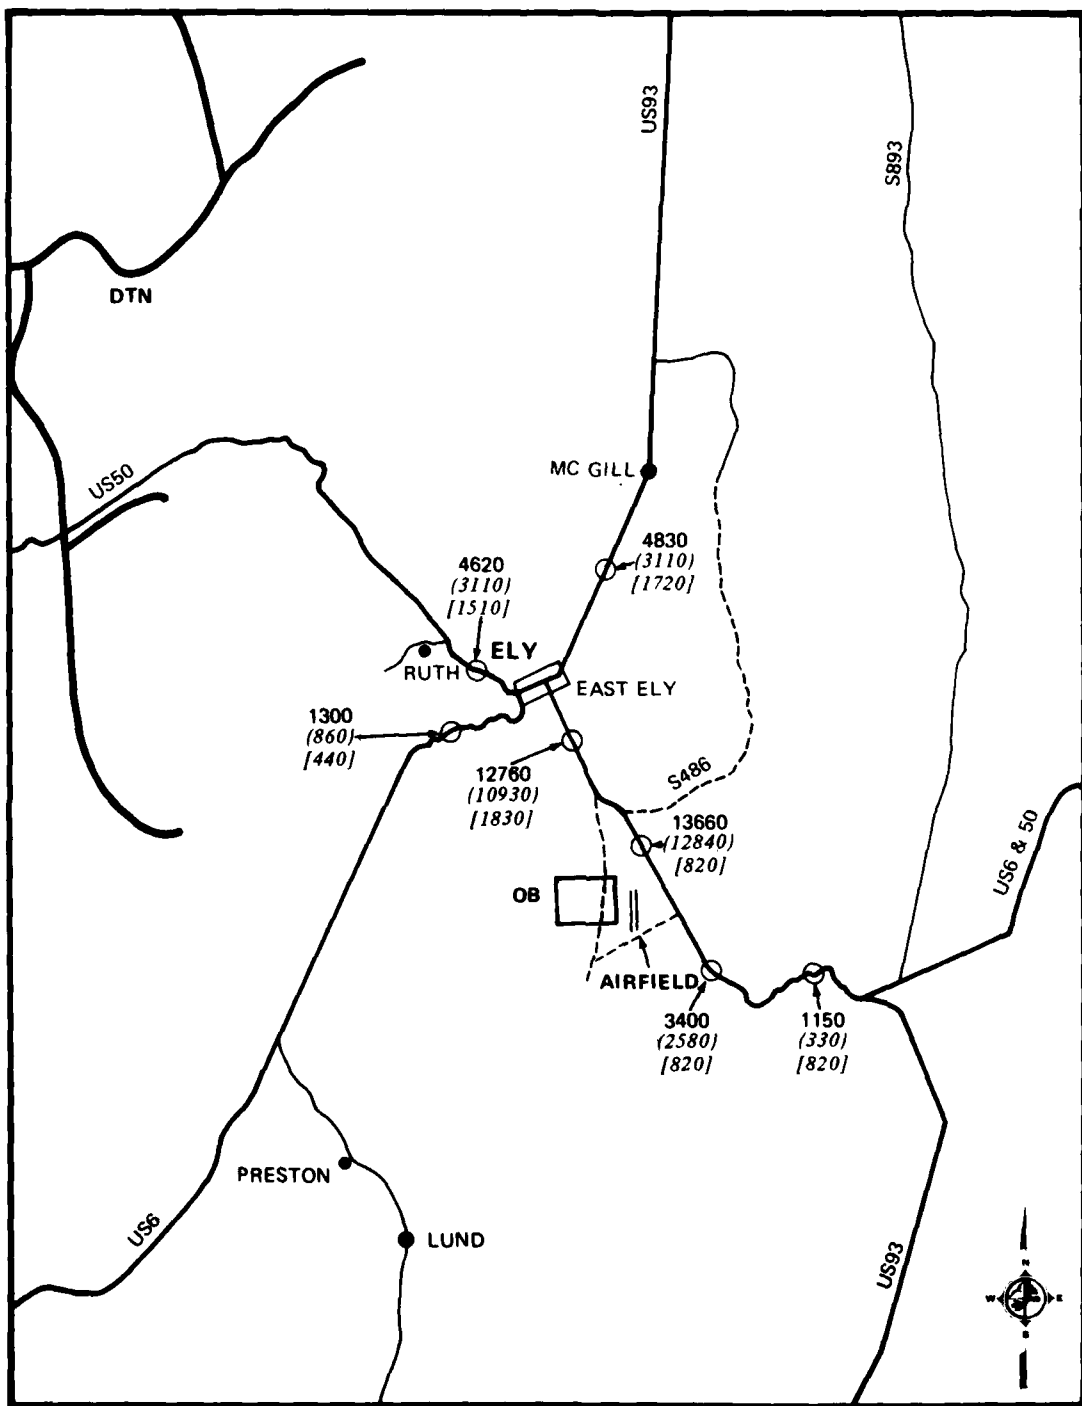 US93
S893
DTN
US50
MC GILL
4830
(3110)
[1720]
4620
(3110)
[1510]
ELY
RUTH
EAST ELY
1300
(860)
[440]
12760
(10930)
[1830]
S486
13660
(12840)
[820]
US6 & 50
OB
AIRFIELD
3400
(2580)
[820]
1150
(330)
[820]
PRESTON
US6
LUND
US93
N
W
E
S